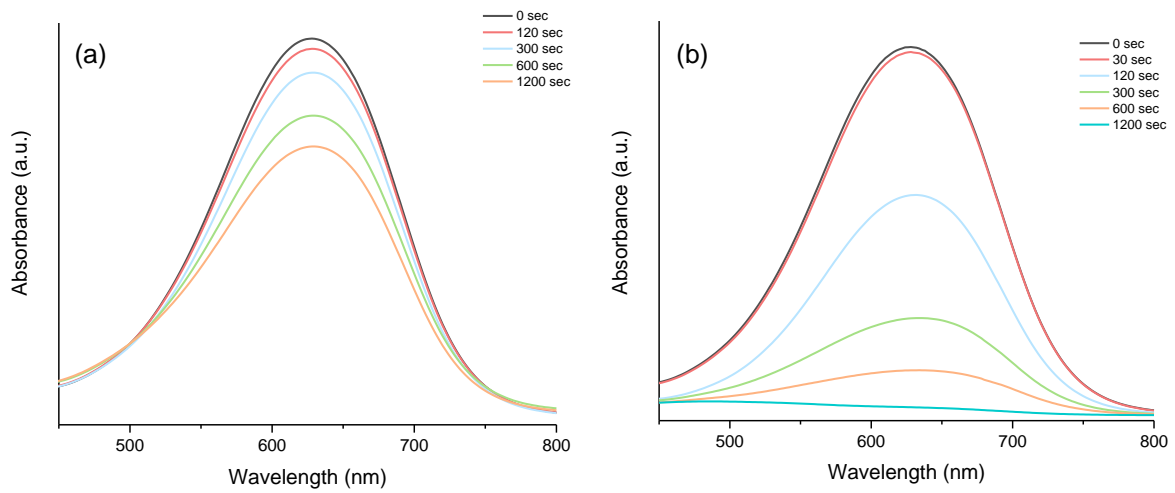 (a)
0 sec
120 sec
300 sec
600 sec
1200 sec
Absorbance (a.u.)
500
600
700
800
Wavelength (nm)
(b)
0 sec
30 sec
120 sec
300 sec
600 sec
1200 sec
Absorbance (a.u.)
500
600
700
800
Wavelength (nm)